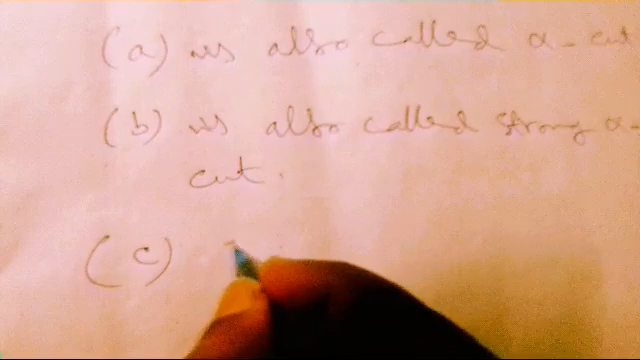 (a) is also called α-cut
(b) is also called strong α-
cut.
(c)